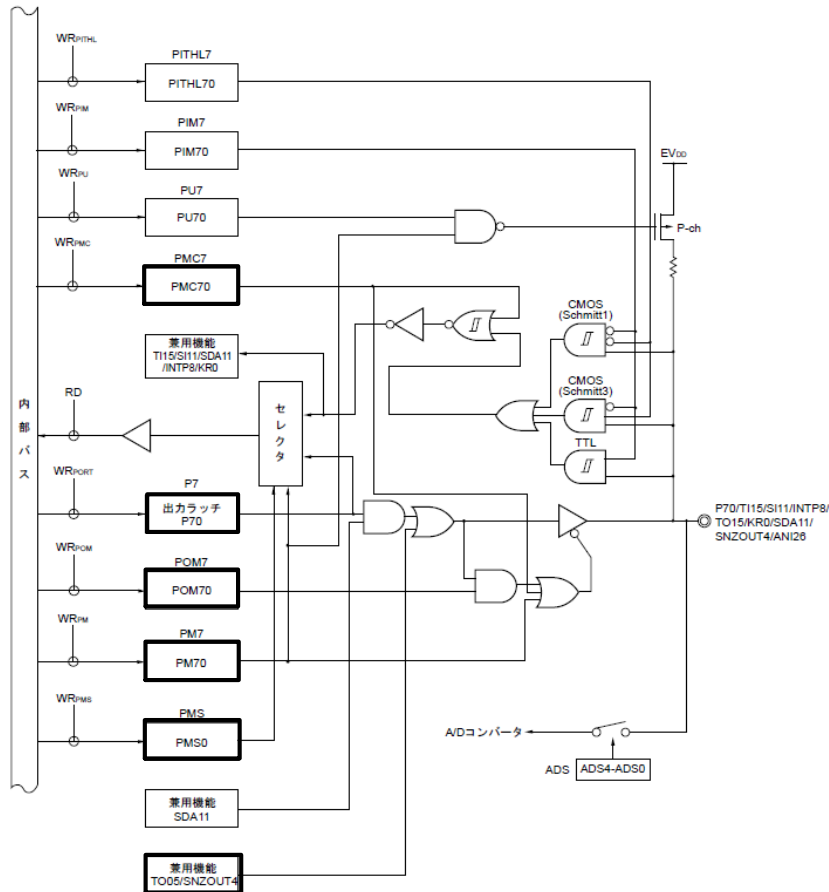 WRPITHL
PITHL7
PITHL70
WRPIM
PIM7
PIM70
EVDD
WRPU
PU7
PU70
P-ch
WRPMC
PMC7
PMC70
CMOS
(Schmitt1)
兼用機能
TI15/SI11/SDA11
/INTP8/KR0
RD
内部バス
セレクタ
CMOS
(Schmitt3)
TTL
WRPORT
P7
出力ラッチ
P70
P70/TI15/SI11/INTP8/
TO15/KR0/SDA11/
SNZOUT4/ANI26
WRPOM
POM7
POM70
WRPM
PM7
PM70
WRPMS
PMS
PMS0
A/Dコンバータ
ADS
ADS4-ADS0
兼用機能
SDA11
兼用機能
TO05/SNZOUT4